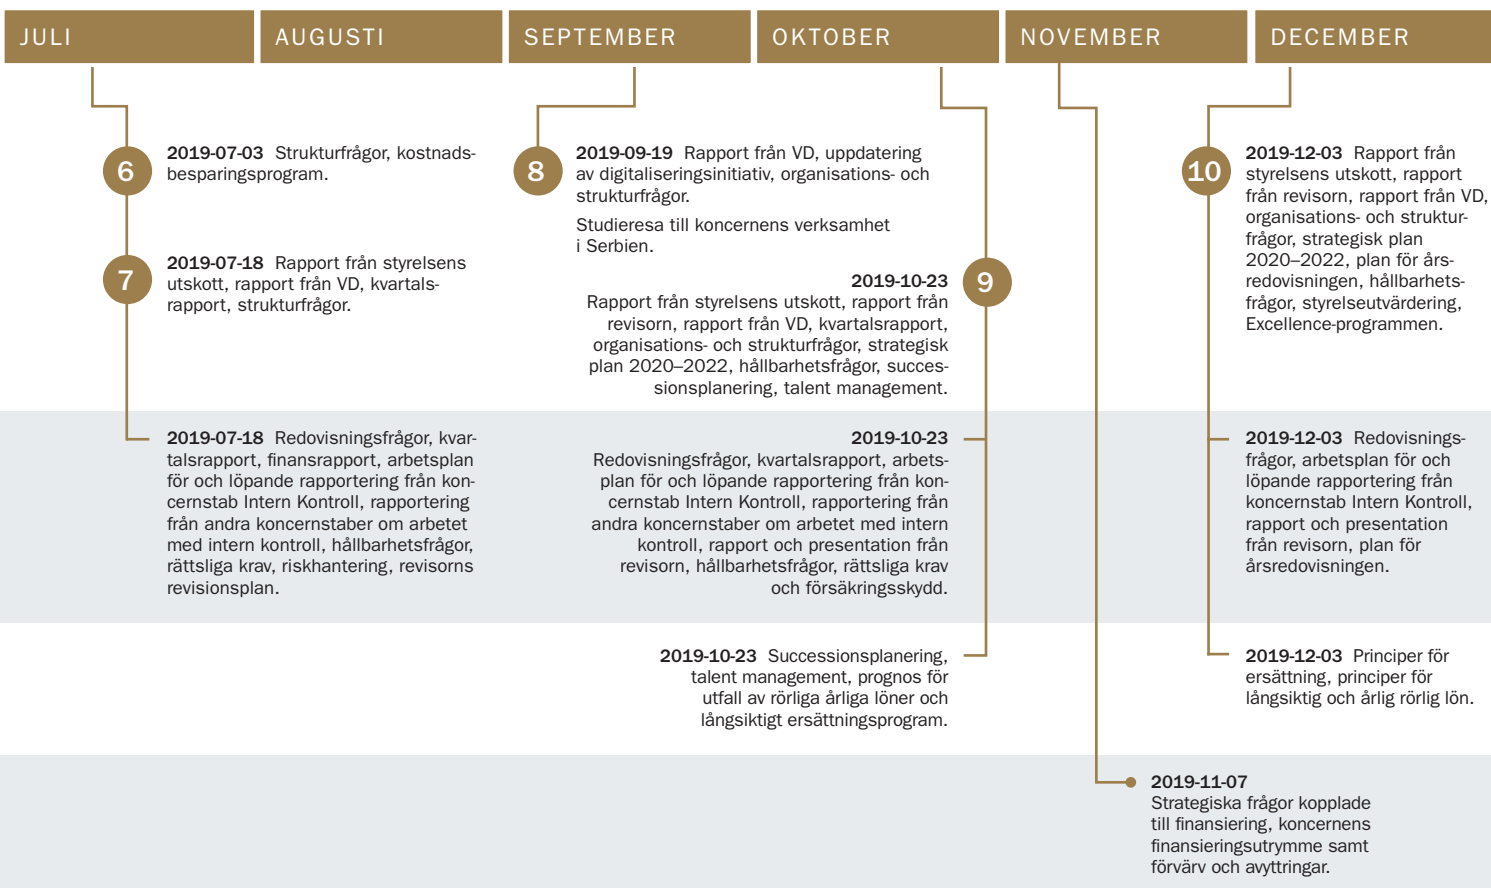 JULI
AUGUSTI
SEPTEMBER
OKTOBER
NOVEMBER
DECEMBER
6
2019-07-03 Strukturfrågor, kostnads-
besparingsprogram.
7
2019-07-18 Rapport från styrelsens
utskott, rapport från VD, kvartals-
rapport, strukturfrågor.
8
2019-09-19 Rapport från VD, uppdatering
av digitaliseringsinitiativ, organisations- och
strukturfrågor.
Studieresa till koncernens verksamhet
i Serbien.
9
2019-10-23
Rapport från styrelsens utskott, rapport från
revisorn, rapport från VD, kvartalsrapport,
organisations- och strukturfrågor, strategisk
plan 2020–2022, hållbarhetsfrågor, succes-
sionsplanering, talent management.
10
2019-12-03 Rapport från
styrelsens utskott, rapport
från revisorn, rapport från VD,
organisations- och struktur-
frågor, strategisk plan
2020–2022, plan för års-
redovisningen, hållbarhets-
frågor, styrelseutvärdering,
Excellence-programmen.
2019-07-18 Redovisningsfrågor, kvar-
talsrapport, finansrapport, arbetsplan
för och löpande rapportering från kon-
cernstab Intern Kontroll, rapportering
från andra koncernstaber om arbetet
med intern kontroll, hållbarhetsfrågor,
rättsliga krav, riskhantering, revisorns
revisionsplan.
2019-10-23
Redovisningsfrågor, kvartalsrapport, arbets-
plan för och löpande rapportering från kon-
cernstab Intern Kontroll, rapportering från
andra koncernstaber om arbetet med intern
kontroll, rapport och presentation från
revisorn, hållbarhetsfrågor, rättsliga krav
och försäkringsskydd.
2019-12-03 Redovisnings-
frågor, arbetsplan för och
löpande rapportering från
koncernstab Intern Kontroll,
rapport och presentation
från revisorn, plan för
årsredovisningen.
2019-10-23 Successionsplanering,
talent management, prognos för
utfall av rörliga årliga löner och
långsiktigt ersättningsprogram.
2019-12-03 Principer för
ersättning, principer för
långsiktig och årlig rörlig lön.
2019-11-07
Strategiska frågor kopplade
till finansiering, koncernens
finansieringsutrymme samt
förvärv och avyttringar.